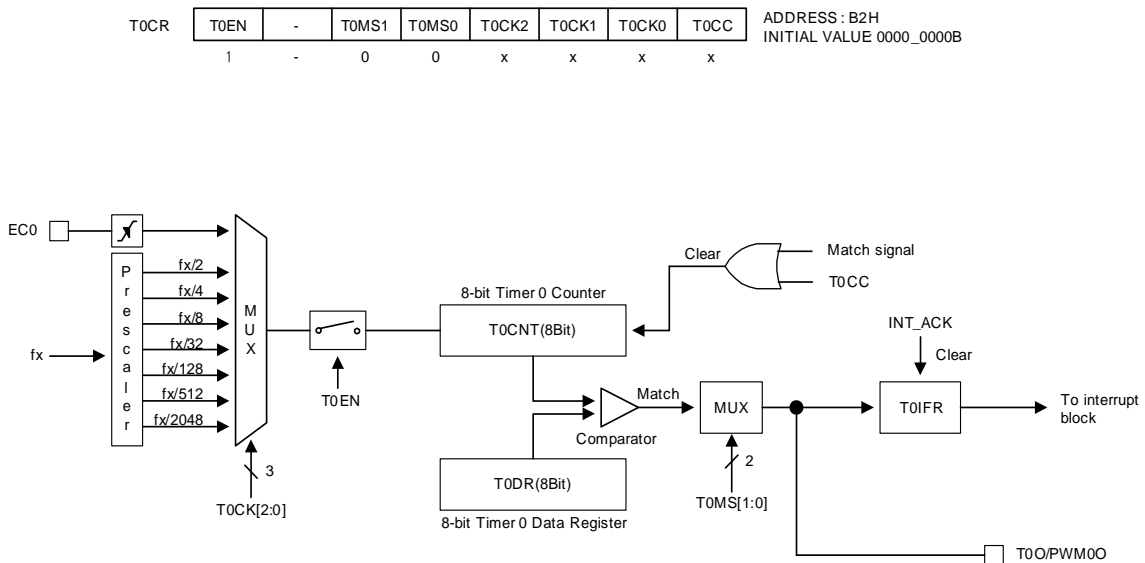 T0CR T0EN - T0MS1 T0MS0 T0CK2 T0CK1 T0CK0 T0CC ADDRESS : B2H
INITIAL VALUE: 0000_0000B
1 - 0 0 x x x x
EC0
Prescaler
fx
fx/2
fx/4
fx/8
fx/32
fx/128
fx/512
fx/2048
MUX
3
T0CK[2:0]
T0EN
8-bit Timer 0 Counter
T0CNT(8Bit)
Clear
Match signal
T0CC
Match
Comparator
T0DR(8Bit)
8-bit Timer 0 Data Register
MUX
2
T0MS[1:0]
INT_ACK
Clear
T0IFR
To interrupt
block
T0O/PWM0O